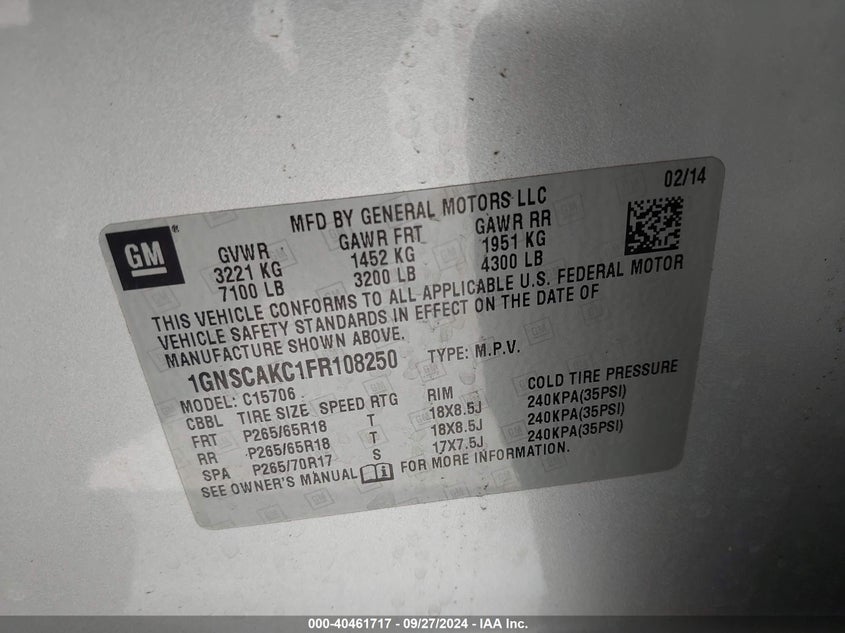 02/14
MFD BY GENERAL MOTORS LLC
GM®
GVWR GAWR FRT GAWR RR
3221 KG 1452 KG 1951 KG
7100 LB 3200 LB 4300 LB
THIS VEHICLE CONFORMS TO ALL APPLICABLE U.S. FEDERAL MOTOR
VEHICLE SAFETY STANDARDS IN EFFECT ON THE DATE OF
MANUFACTURE SHOWN ABOVE.
1GNSCAKC1FR108250 TYPE: M.P.V.
MODEL: C15706
CBBL TIRE SIZE SPEED RTG RIM COLD TIRE PRESSURE
FRT P265/65R18 T 18X8.5J 240KPA(35PSI)
RR P265/65R18 T 18X8.5J 240KPA(35PSI)
SPA P265/70R17 S 17X7.5J 240KPA(35PSI)
SEE OWNER'S MANUAL FOR MORE INFORMATION.
000-40461717 - 09/27/2024 - IAA Inc.